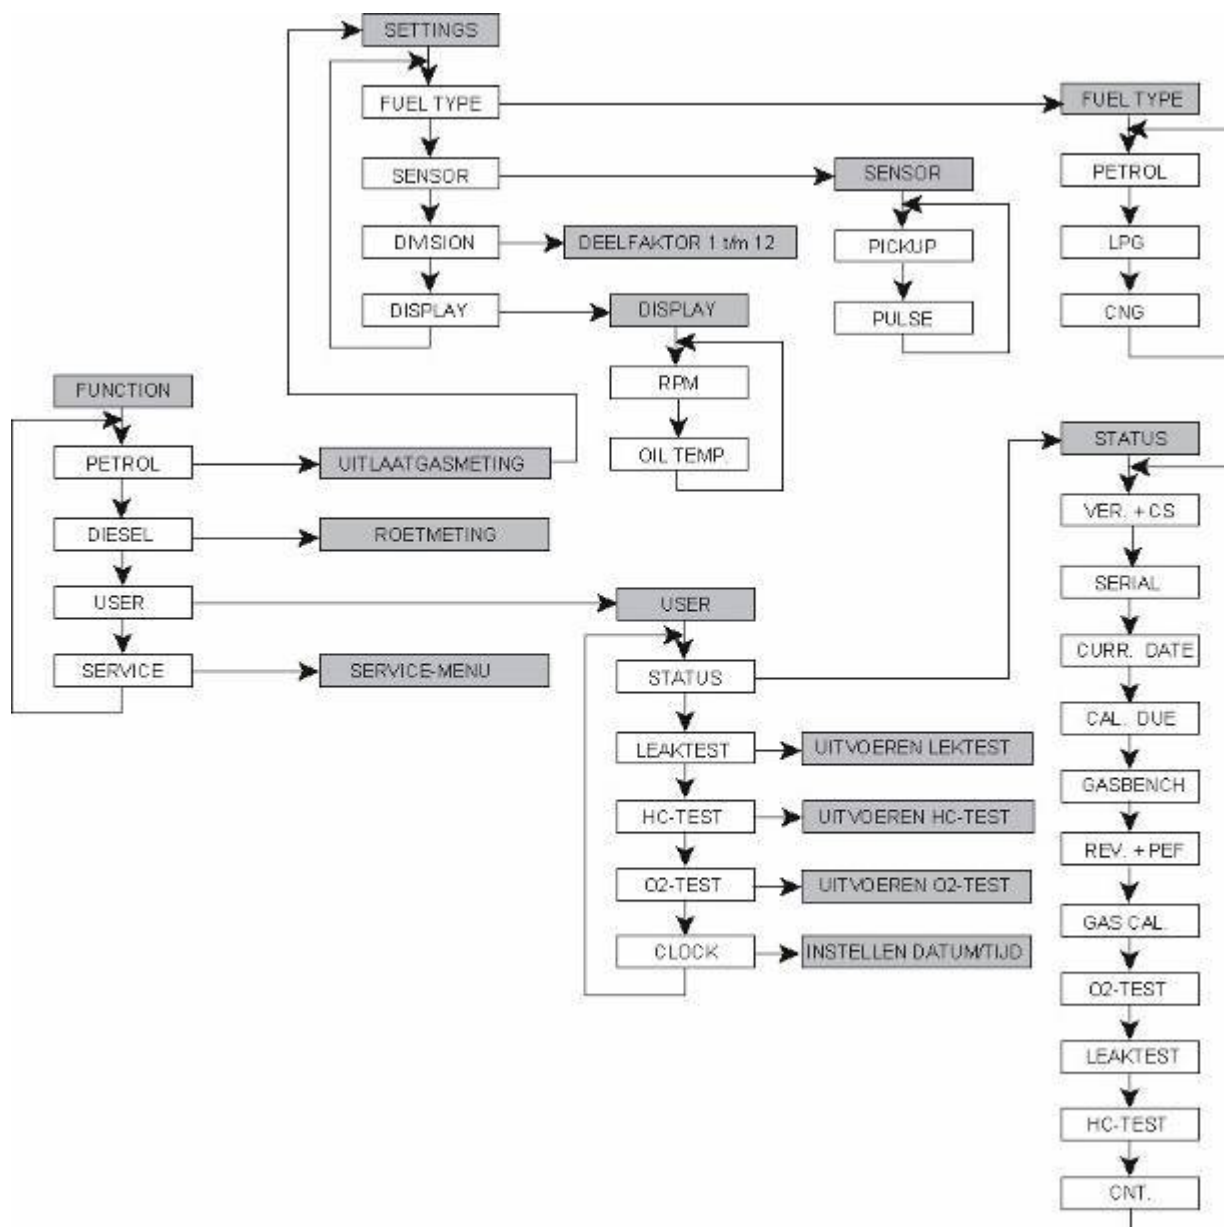 SETTINGS
FUEL TYPE
SENSOR
DIVISION
DISPLAY
DEELFAKTOR 1 t/m 12
DISPLAY
RPM
OIL TEMP.
SENSOR
PICKUP
PULSE
FUEL TYPE
PETROL
LPG
CNG
FUNCTION
PETROL
DIESEL
USER
SERVICE
UITLAATGASMETING
ROETMETING
SERVICE-MENU
USER
STATUS
LEAKTEST
HC-TEST
O2-TEST
CLOCK
UITVOEREN LEKTEST
UITVOEREN HC-TEST
UITVOEREN O2-TEST
INSTELLEN DATUM/TIJD
STATUS
VER. + CS
SERIAL
CURR. DATE
CAL. DUE
GASBENCH
REV. + PEF
GAS CAL.
O2-TEST
LEAKTEST
HC-TEST
CNT.